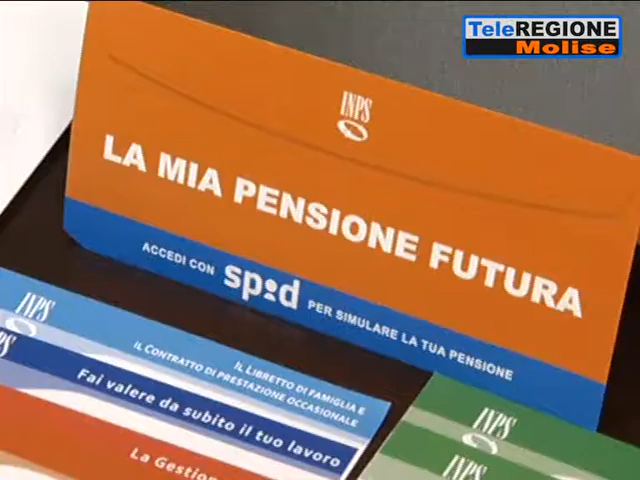 TeleREGIONE
Molise
INPS
LA MIA PENSIONE FUTURA
ACCEDI CON spid PER SIMULARE LA TUA PENSIONE
INPS
IL LIBRETTO DI FAMIGLIA E
IL CONTRATTO DI PRESTAZIONE OCCASIONALE
Fai valere da subito il tuo lavoro
La Gestion
INPS
INPS